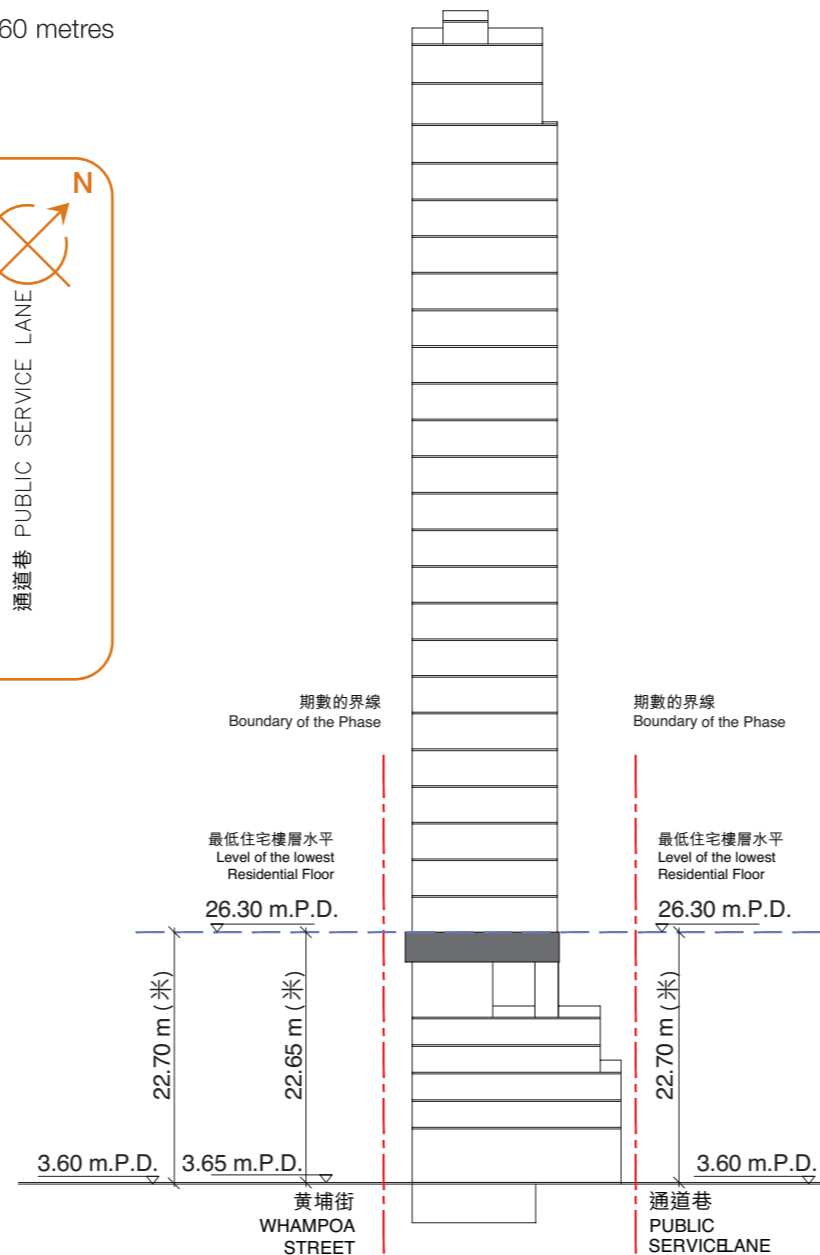 60 metres
N
通道巷 PUBLIC SERVICE LANE
期數的界線
Boundary of the Phase
期數的界線
Boundary of the Phase
最低住宅樓層水平
Level of the lowest
Residential Floor
26.30 m.P.D.
最低住宅樓層水平
Level of the lowest
Residential Floor
26.30 m.P.D.
22.70 m (米)
22.65 m (米)
22.70 m (米)
3.60 m.P.D.
3.65 m.P.D.
3.60 m.P.D.
黄埔街
WHAMPOA
STREET
通道巷
PUBLIC
SERVICELANE